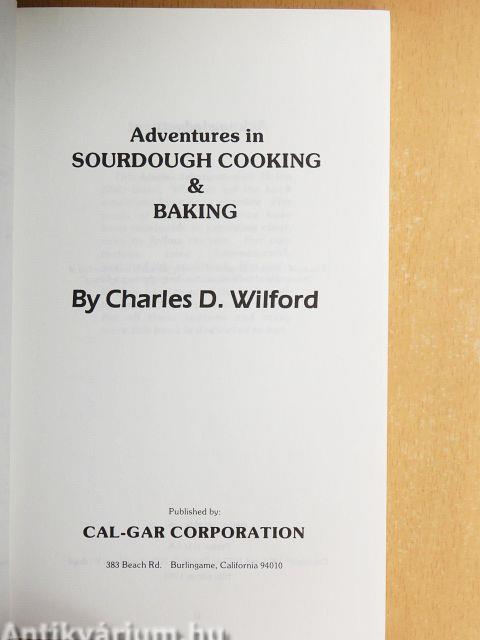 Adventures in
SOURDOUGH COOKING
&
BAKING
By Charles D. Wilford
Published by:
CAL-GAR CORPORATION
383 Beach Rd. Burlingame, California 94010
Antikvárium.hu